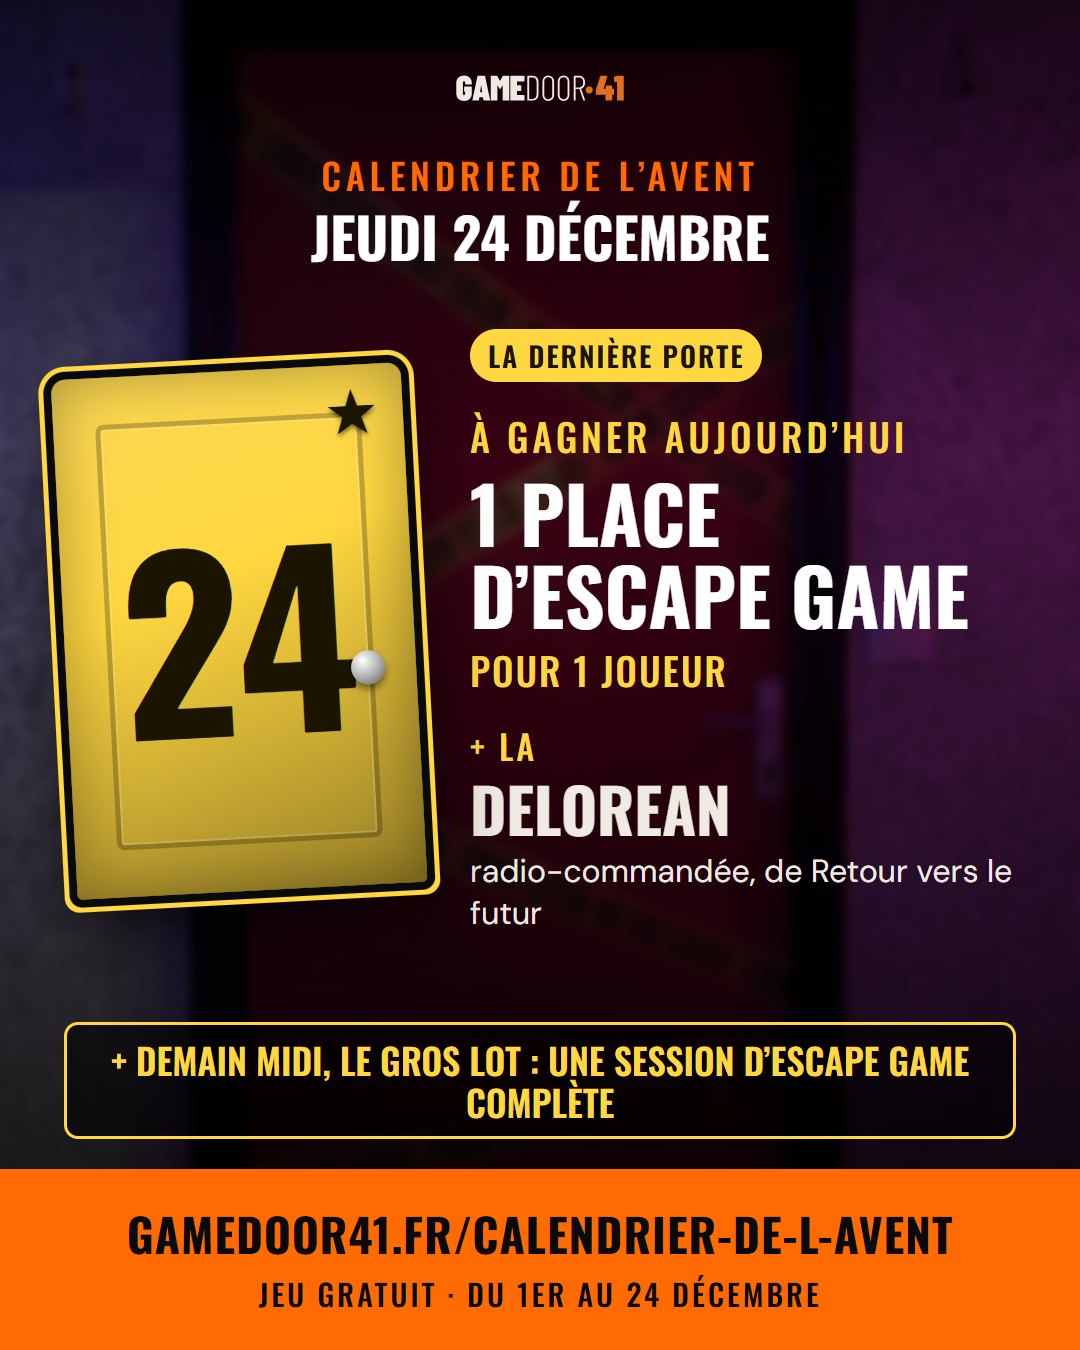 GAMEDOOR·41
CALENDRIER DE L’AVENT
JEUDI 24 DÉCEMBRE
LA DERNIÈRE PORTE
À GAGNER AUJOURD’HUI
1 PLACE
D’ESCAPE GAME
POUR 1 JOUEUR
+ LA
DELOREAN
radio-commandée, de Retour vers le
futur
24
+ DEMAIN MIDI, LE GROS LOT : UNE SESSION D’ESCAPE GAME
COMPLÈTE
GAMEDOOR41.FR/CALENDRIER-DE-L-AVENT
JEU GRATUIT · DU 1ER AU 24 DÉCEMBRE